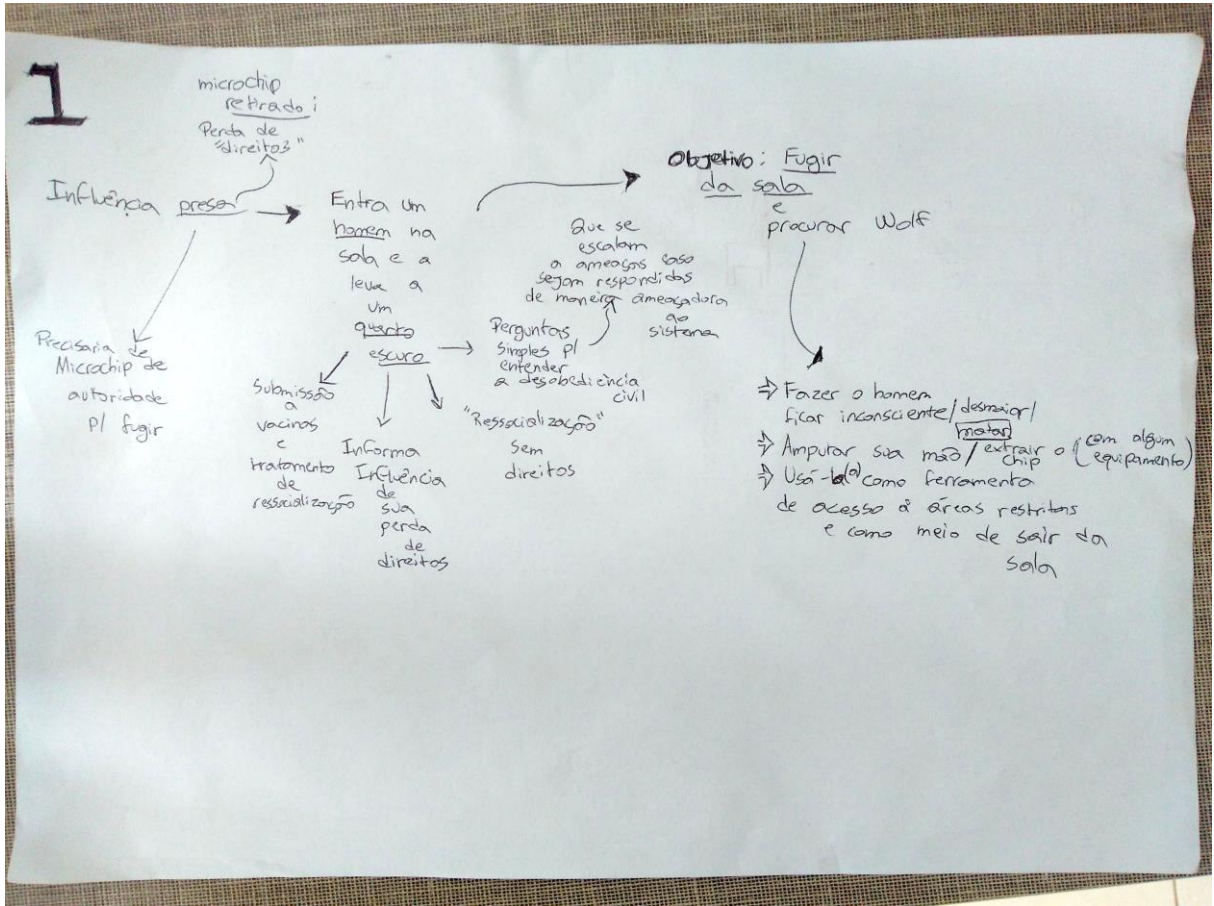 1
microchip
retirado:
Perda de
"direitos"
Influência presa
Precisaria de
Microchip de
autoridade
p/ fugir
Entra um
homem na
sala e a
leva a
um
quarto
escuro
Submissão
a
vacinas
e
tratamento
de
ressocialização
Informa
Influência
de
sua
perda
de
direitos
"Ressocialização"
sem
direitos
Perguntas
simples p/
entender
a desobediência
civil
Que se
escalam
a ameaças caso
sejam respondidas
de maneira ameaçadora
ao
sistema
Objetivo: Fugir
da sala
e
procurar Wolf
⇒ Fazer o homem
ficar inconsciente/desmaiar/
matar
⇒ Amputar sua mão/extrair o chip (com algum equipamento)
⇒ Usá-la(o) como ferramenta
de acesso à áreas restritas
e como meio de sair da
sala